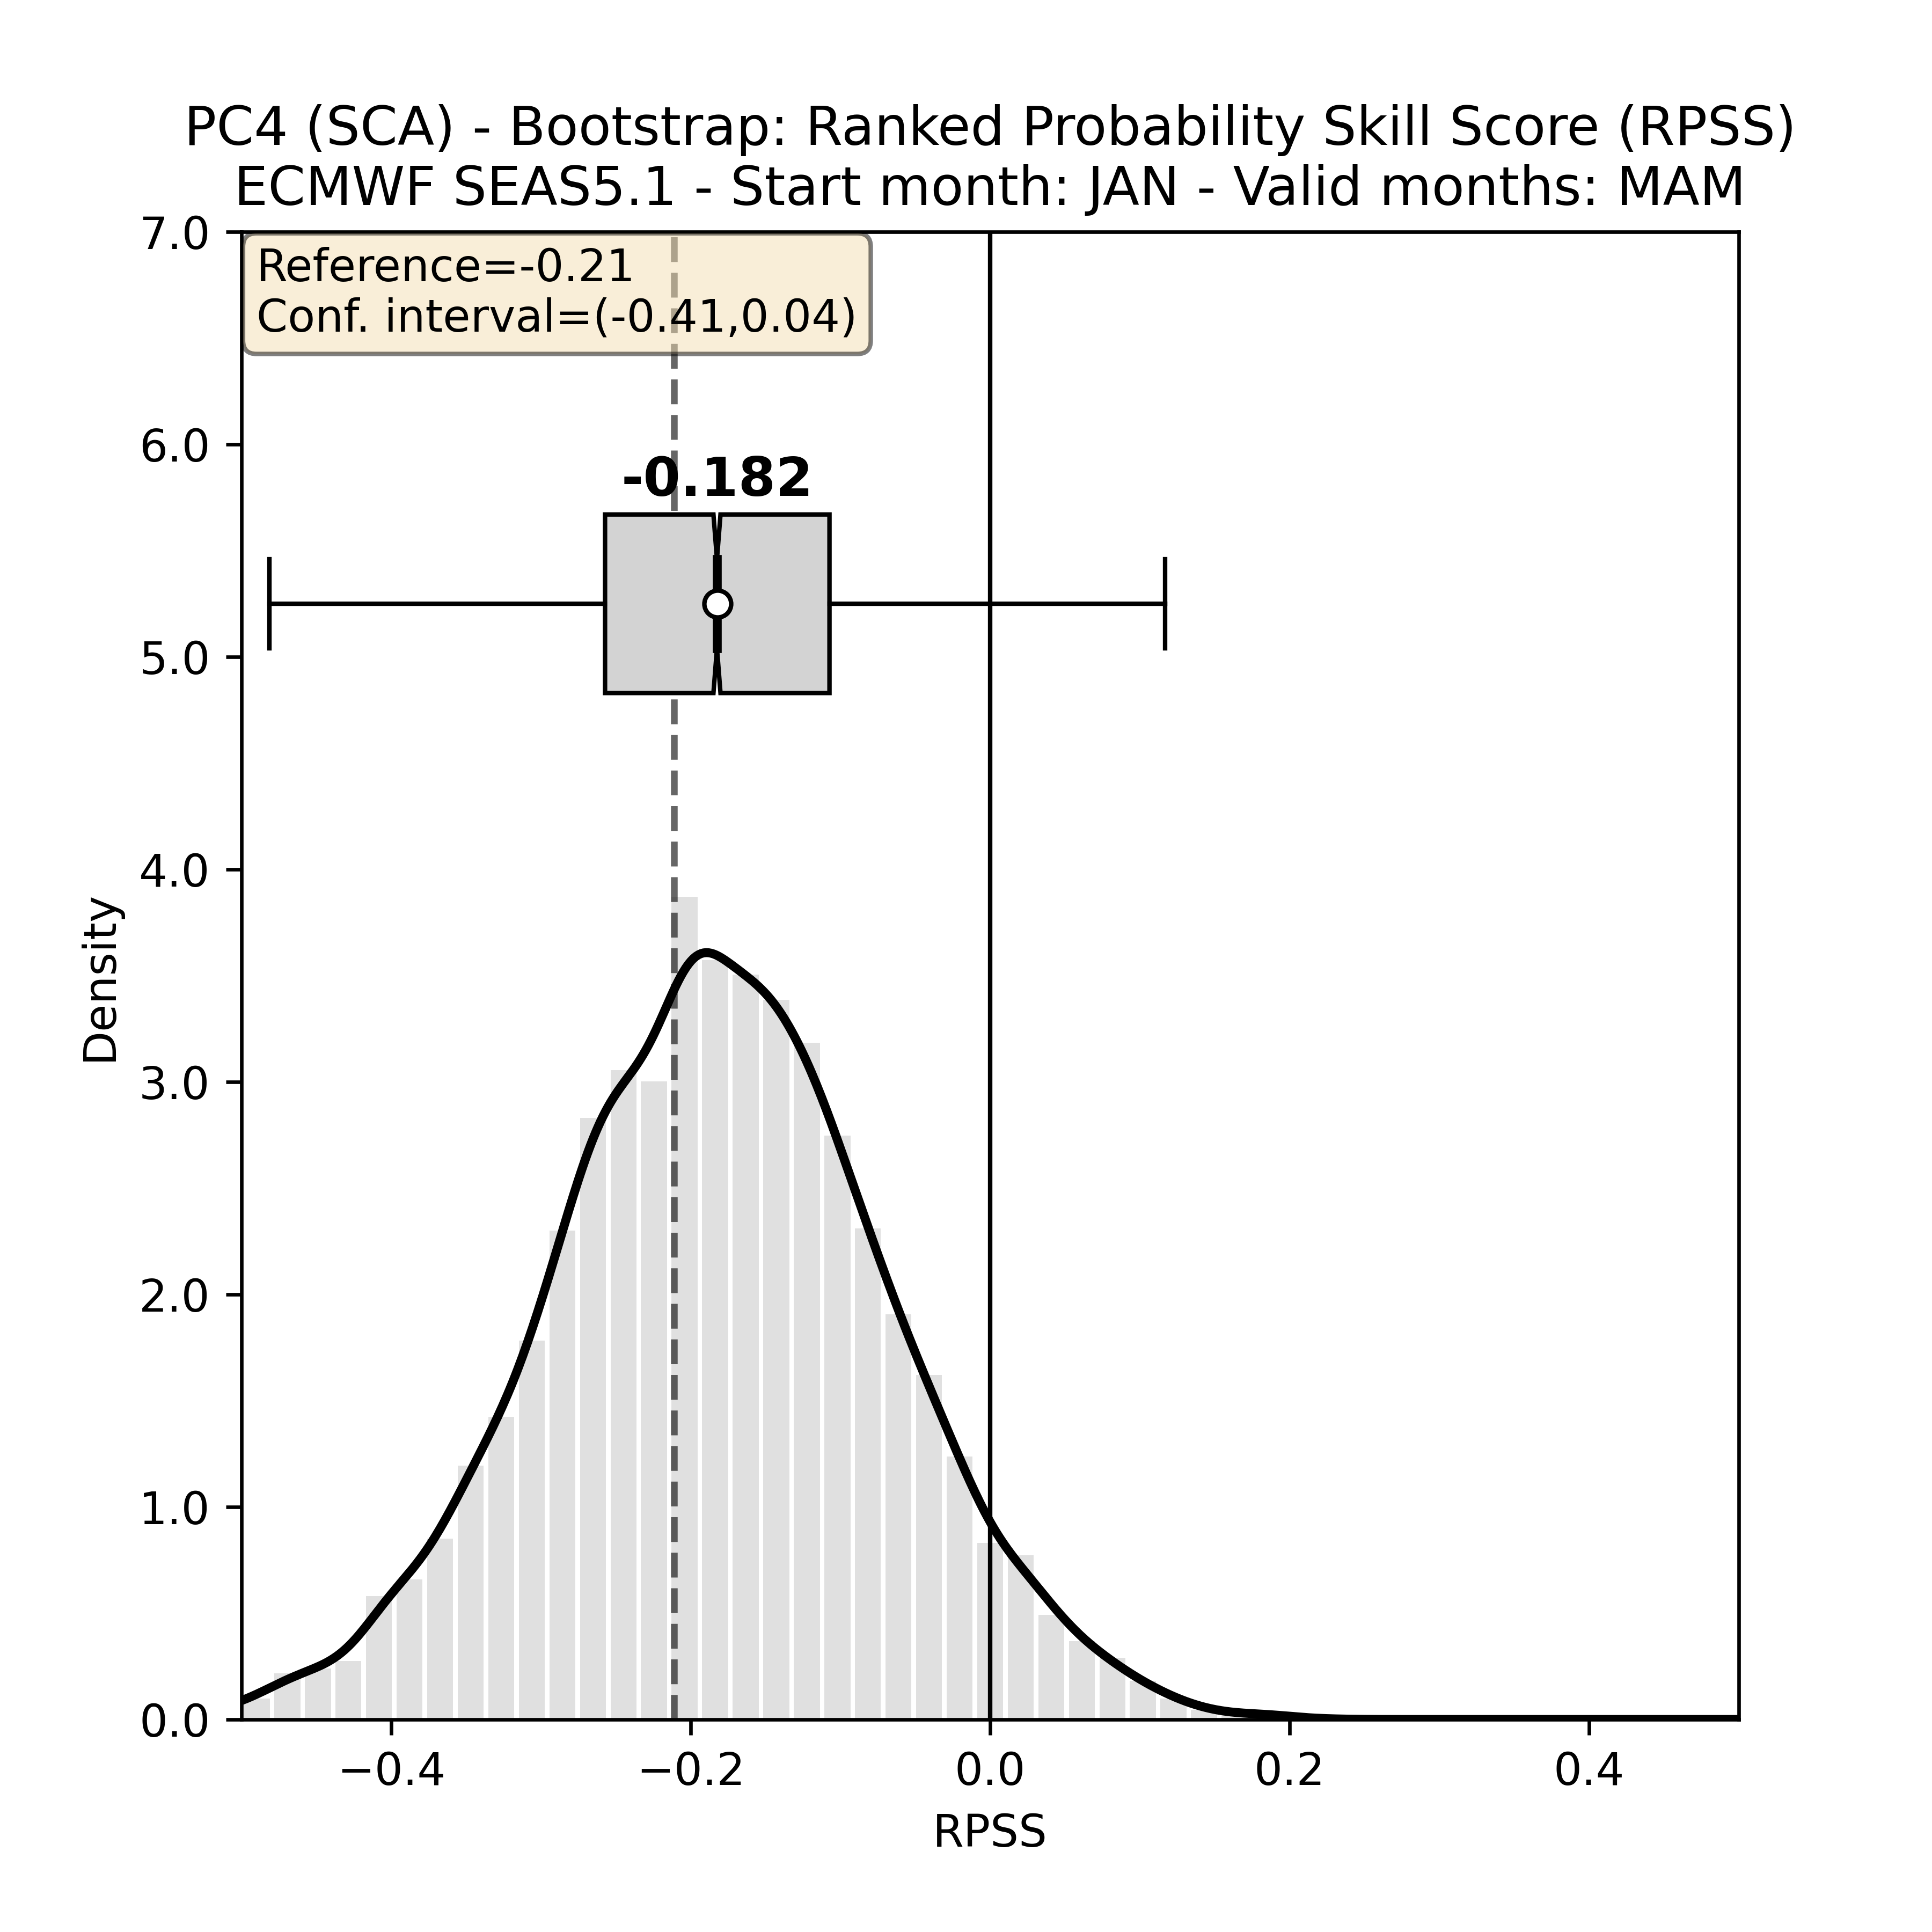 PC4 (SCA) - Bootstrap: Ranked Probability Skill Score (RPSS)
ECMWF SEAS5.1 - Start month: JAN - Valid months: MAM
7.0
Reference=-0.21
Conf. interval=(-0.41,0.04)
6.0
-0.182
5.0
4.0
Density
3.0
2.0
1.0
0.0
−0.4 −0.2 0.0 0.2 0.4
RPSS